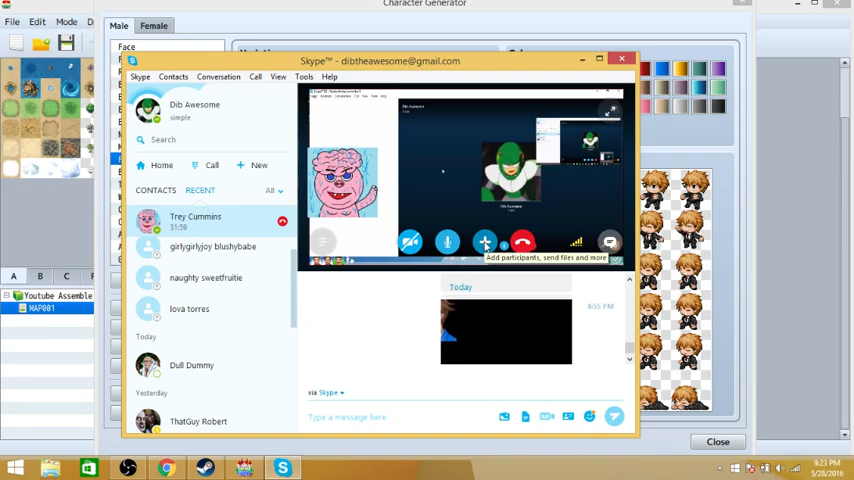 Character Generator
File Edit Mode D
Male Female
Face
Skype™ - dibtheawesome@gmail.com
Skype Contacts Conversation Call View Tools Help
Dib Awesome
simple
Search
Home Call New
CONTACTS RECENT All
Trey Cummins
31:59
girlygirlyjoy blushybabe
naughty sweetfruitie
lova torres
Today
Dull Dummy
Yesterday
ThatGuy Robert
Dib Awesome
Add participants, send files and more
Today
8:55 PM
via Skype
Type a message here
A B C D
Youtube Assemble
MAP001
Close
9:23 PM
5/28/2016